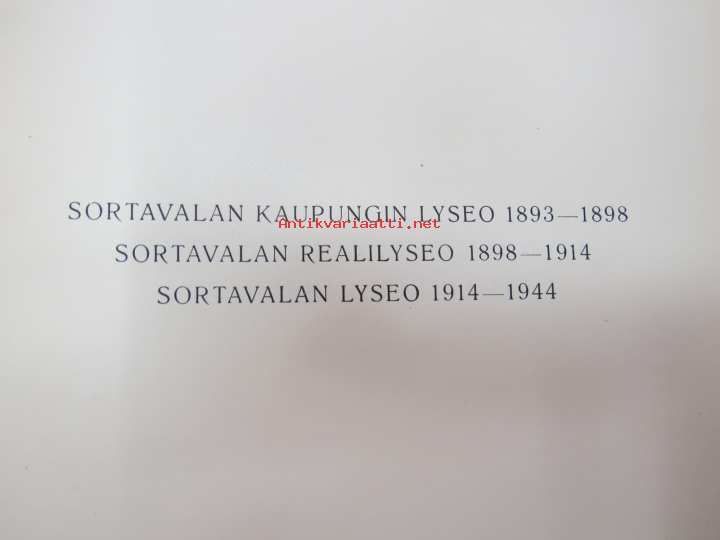 SORTAVALAN KAUPUNGIN LYSEO 1893—1898
Antikvariaatti.net
SORTAVALAN REALILYSEO 1898—1914
SORTAVALAN LYSEO 1914—1944